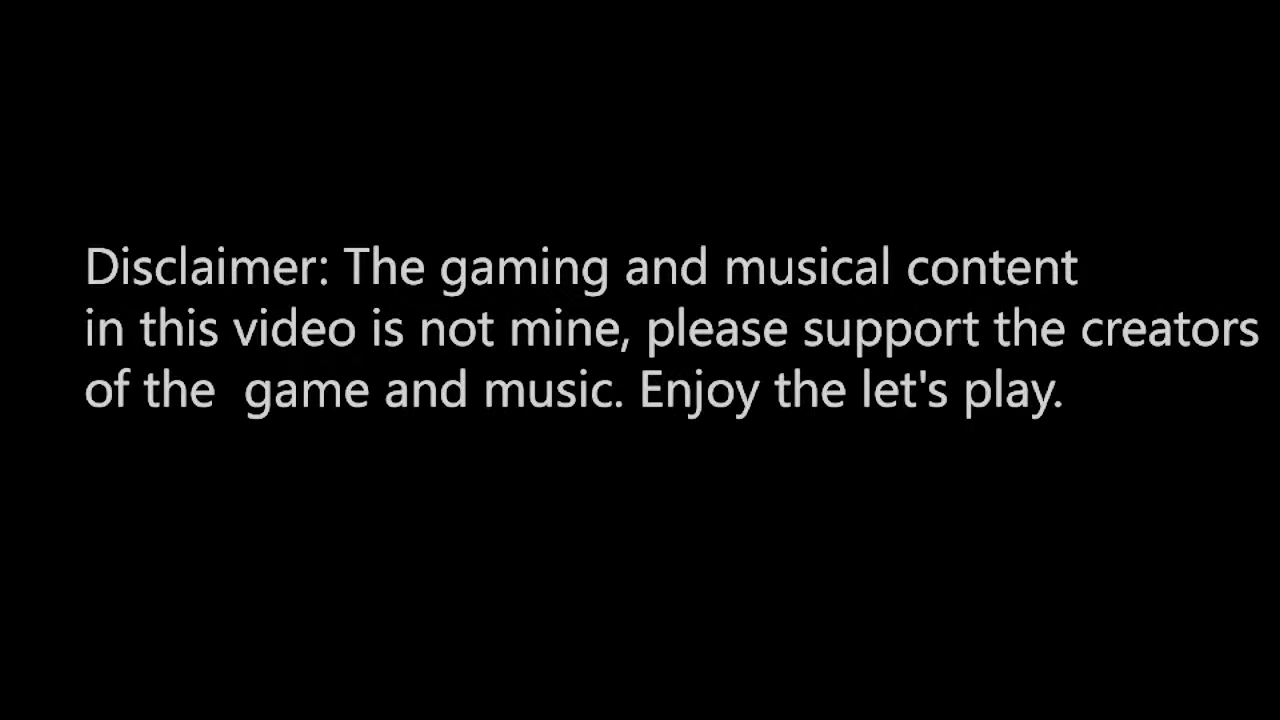 Disclaimer: The gaming and musical content
in this video is not mine, please support the creators
of the  game and music. Enjoy the let's play.